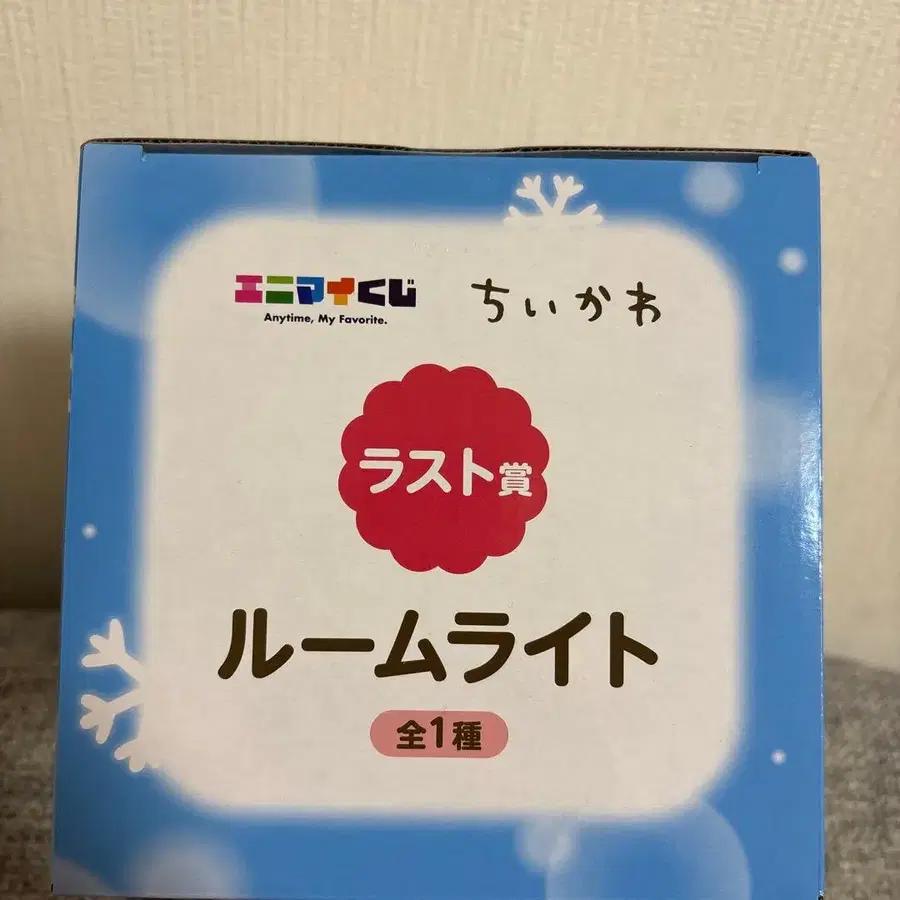 エニマイくじ
Anytime, My Favorite.
ちいかわ
ラスト賞
ルームライト
全1種